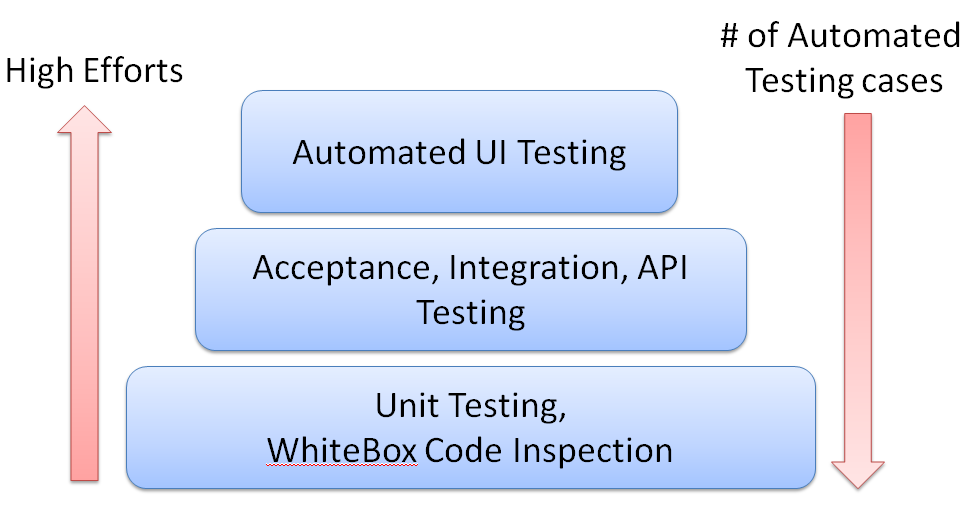 High Efforts
# of Automated
Testing cases
Automated UI Testing
Acceptance, Integration, API
Testing
Unit Testing,
WhiteBox Code Inspection